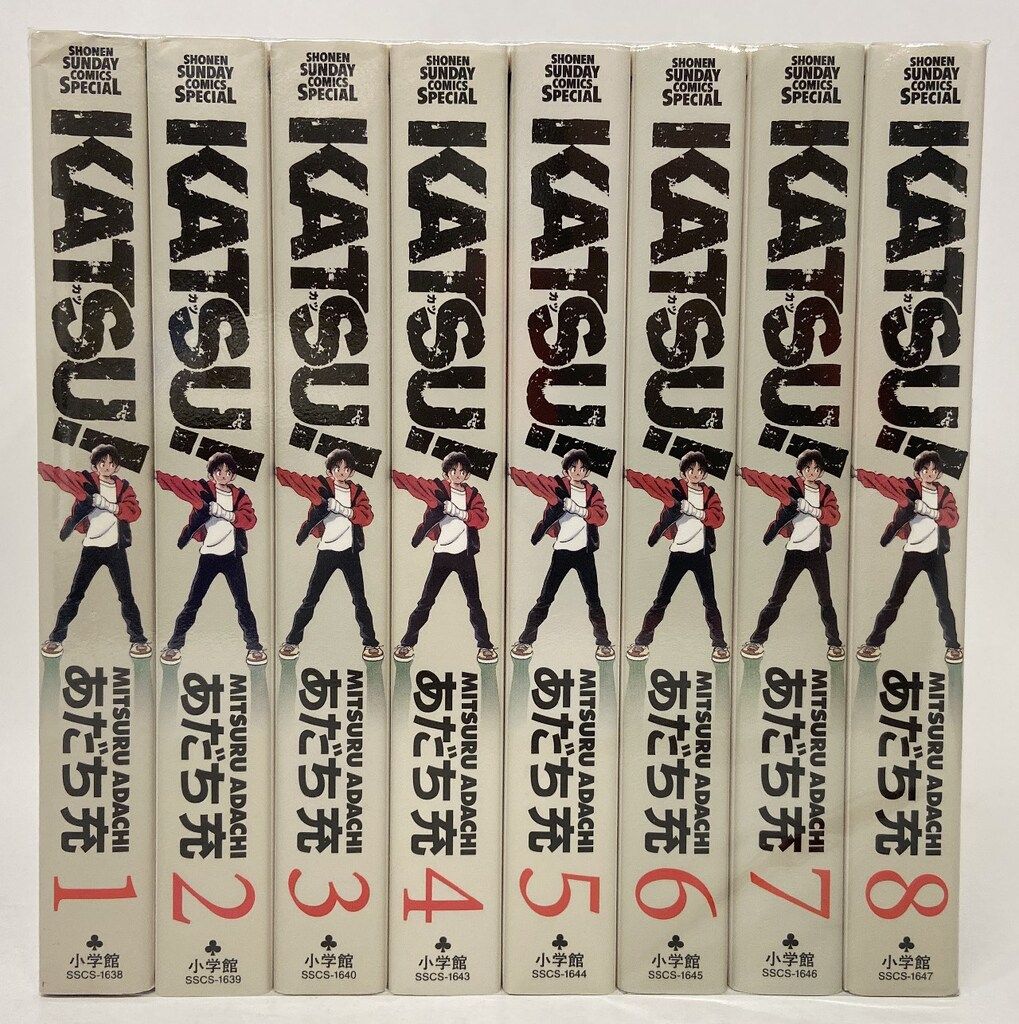 SHONEN
SUNDAY
COMICS
SPECIAL
KATSU!
カツ
MITSURU ADACHI
あだち充
1
小学館
SSCS-1638
SHONEN
SUNDAY
COMICS
SPECIAL
KATSU!
カツ
MITSURU ADACHI
あだち充
2
小学館
SSCS-1639
SHONEN
SUNDAY
COMICS
SPECIAL
KATSU!
カツ
MITSURU ADACHI
あだち充
3
小学館
SSCS-1640
SHONEN
SUNDAY
COMICS
SPECIAL
KATSU!
カツ
MITSURU ADACHI
あだち充
4
小学館
SSCS-1643
SHONEN
SUNDAY
COMICS
SPECIAL
KATSU!
カツ
MITSURU ADACHI
あだち充
5
小学館
SSCS-1644
SHONEN
SUNDAY
COMICS
SPECIAL
KATSU!
カツ
MITSURU ADACHI
あだち充
6
小学館
SSCS-1645
SHONEN
SUNDAY
COMICS
SPECIAL
KATSU!
カツ
MITSURU ADACHI
あだち充
7
小学館
SSCS-1646
SHONEN
SUNDAY
COMICS
SPECIAL
KATSU!
カツ
MITSURU ADACHI
あだち充
8
小学館
SSCS-1647